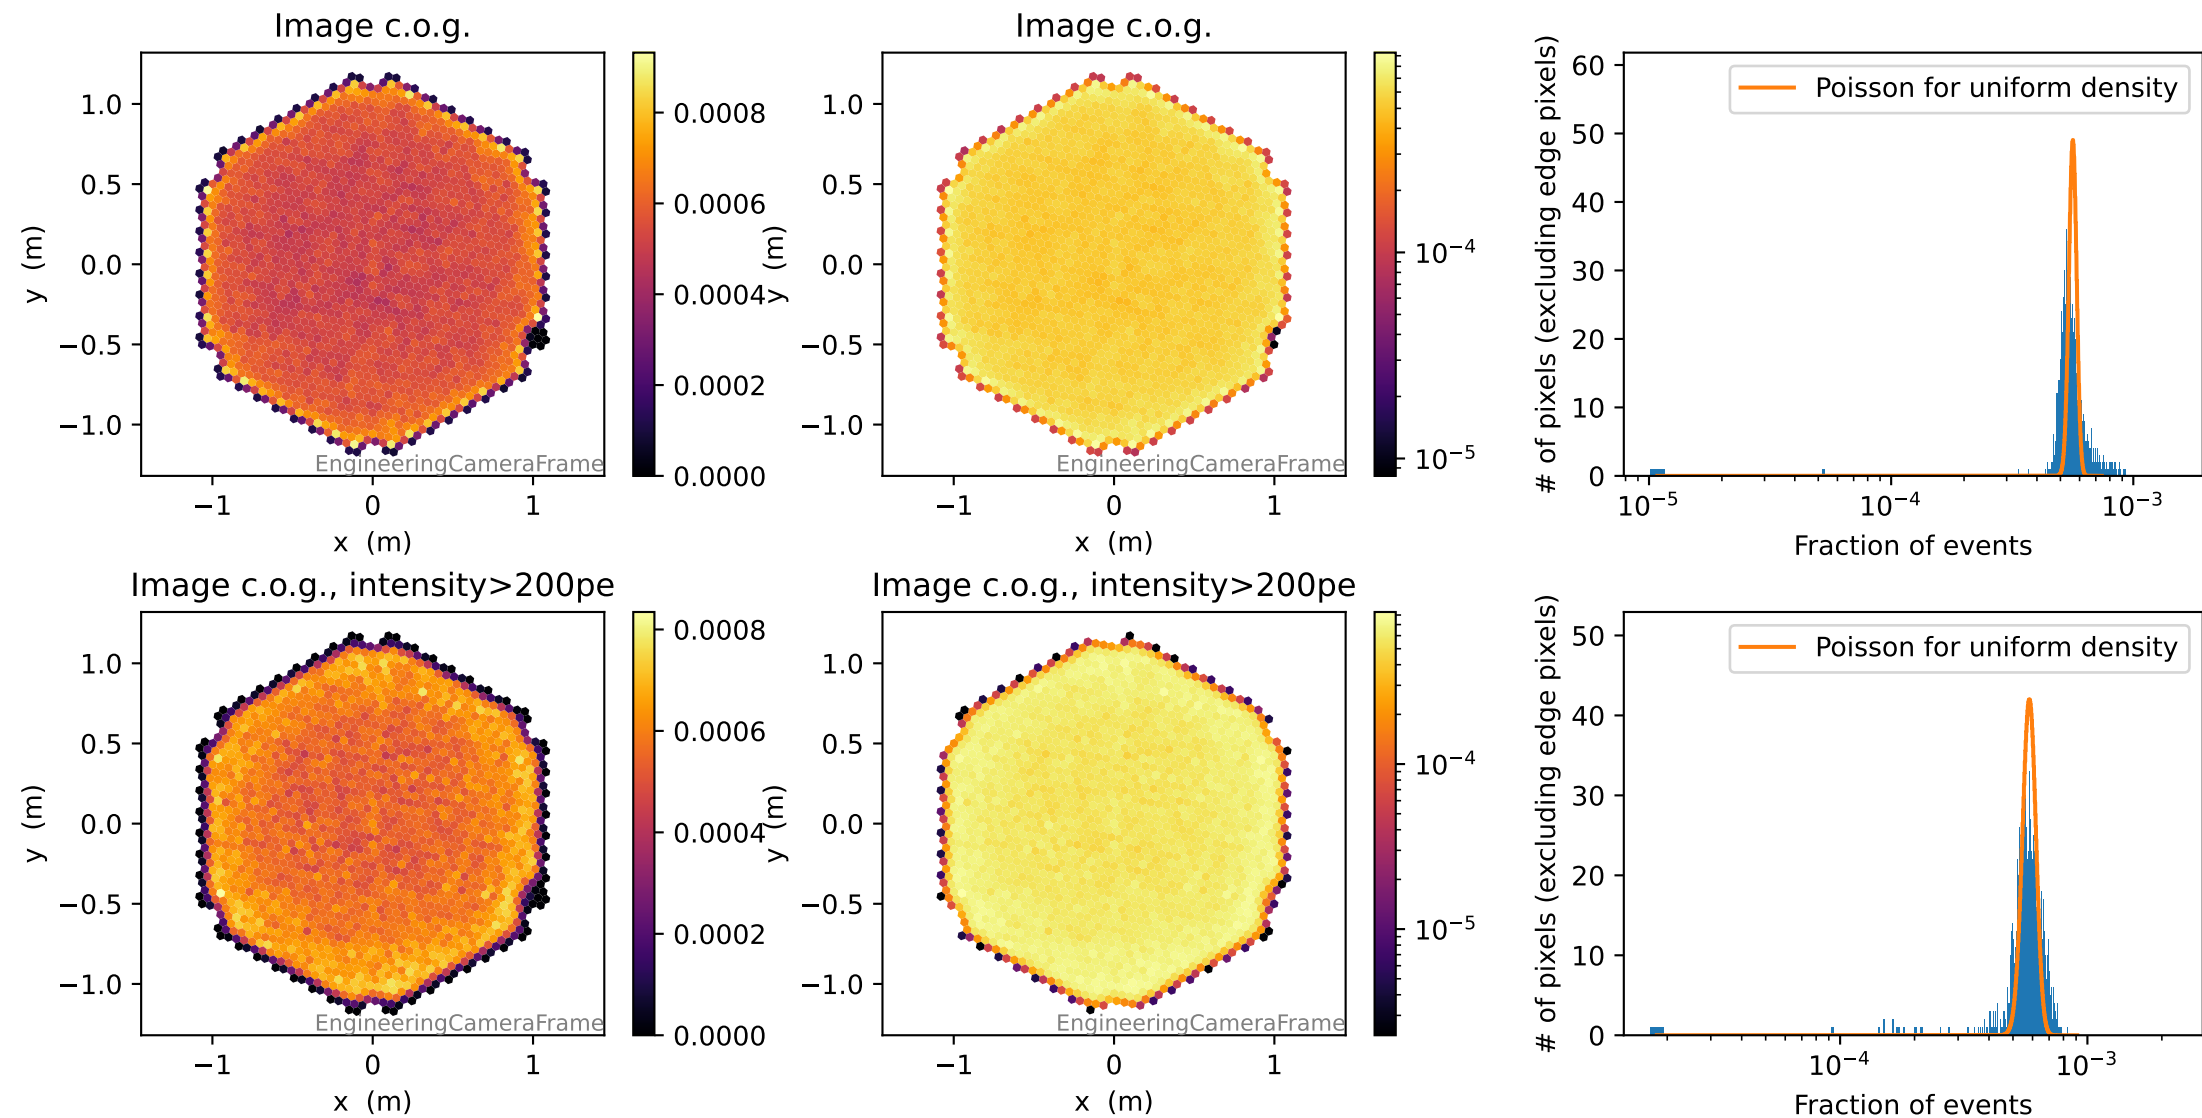 Image c.o.g.
1.0
0.5
0.0
−0.5
−1.0
y (m)
−1
0
1
x (m)
EngineeringCameraFrame
0.0008
0.0006
0.0004
0.0002
0.0000
Image c.o.g.
1.0
0.5
0.0
−0.5
−1.0
y (m)
−1
0
1
x (m)
EngineeringCameraFrame
10⁻⁴
10⁻⁵
60
50
40
30
20
10
0
# of pixels (excluding edge pixels)
Poisson for uniform density
10⁻⁵
10⁻⁴
10⁻³
Fraction of events
Image c.o.g., intensity>200pe
1.0
0.5
0.0
−0.5
−1.0
y (m)
−1
0
1
x (m)
EngineeringCameraFrame
0.0008
0.0006
0.0004
0.0002
0.0000
Image c.o.g., intensity>200pe
1.0
0.5
0.0
−0.5
−1.0
y (m)
−1
0
1
x (m)
EngineeringCameraFrame
10⁻⁴
10⁻⁵
50
40
30
20
10
0
# of pixels (excluding edge pixels)
Poisson for uniform density
10⁻⁴
10⁻³
Fraction of events